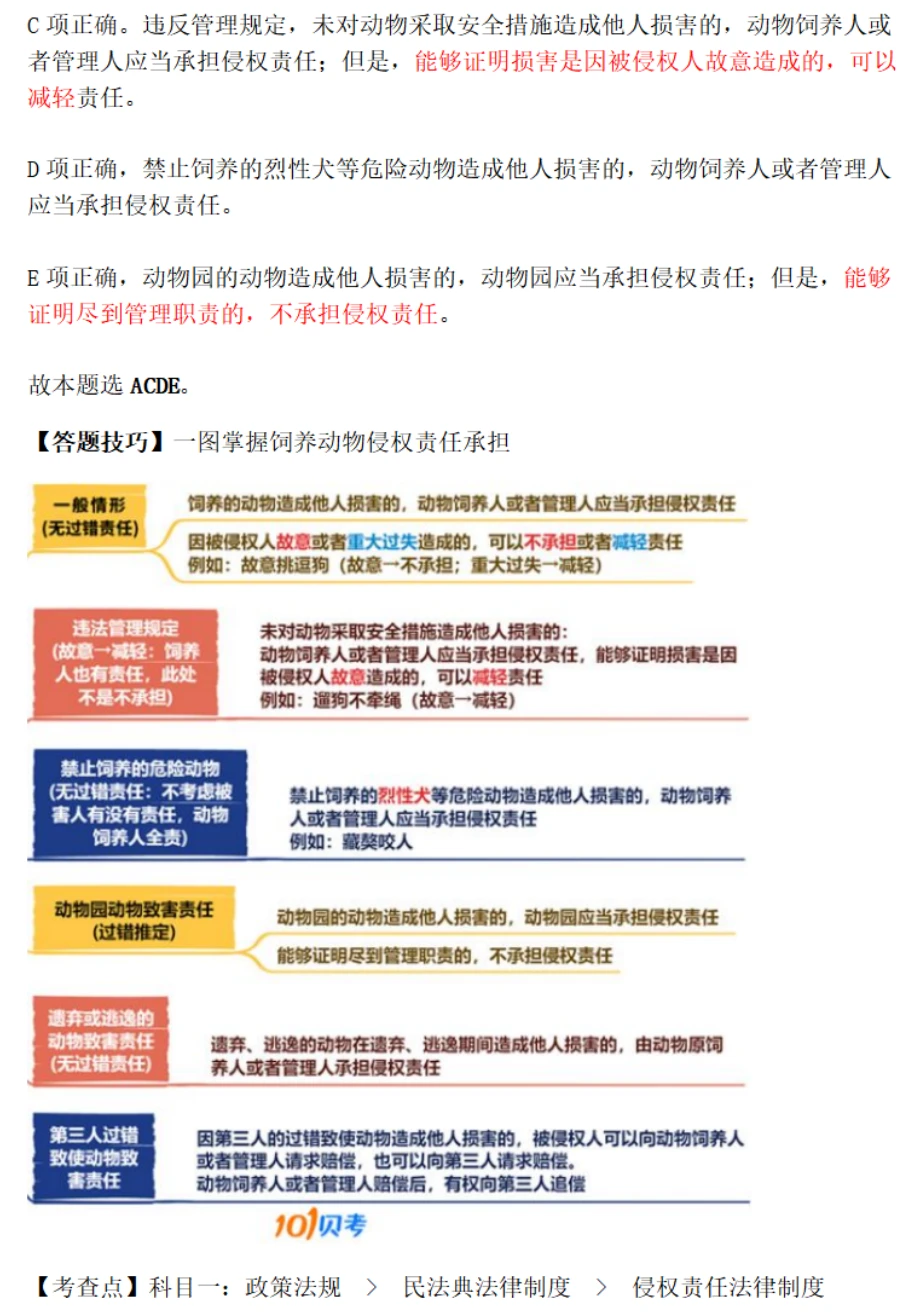 C 项正确。违反管理规定，未对动物采取安全措施造成他人损害的，动物饲养人或
者管理人应当承担侵权责任；但是，能够证明损害是因被侵权人故意造成的，可以
减轻责任。
D 项正确，禁止饲养的烈性犬等危险动物造成他人损害的，动物饲养人或者管理人
应当承担侵权责任。
E 项正确，动物园的动物造成他人损害的，动物园应当承担侵权责任；但是，能够
证明尽到管理职责的，不承担侵权责任。
故本题选 ACDE。
【答题技巧】一图掌握饲养动物侵权责任承担
一般情形
(无过错责任)
饲养的动物造成他人损害的，动物饲养人或者管理人应当承担侵权责任
因被侵权人故意或者重大过失造成的，可以不承担或者减轻责任
例如：故意挑逗狗（故意→不承担；重大过失→减轻）
违法管理规定
(故意→减轻：饲养
人也有责任，此处
不是不承担)
未对动物采取安全措施造成他人损害的：
动物饲养人或者管理人应当承担侵权责任，能够证明损害是因
被侵权人故意造成的，可以减轻责任
例如：遛狗不牵绳（故意→减轻）
禁止饲养的危险动物
(无过错责任：不考虑被
害人有没有责任，动物
饲养人全责)
禁止饲养的烈性犬等危险动物造成他人损害的，动物饲养
人或者管理人应当承担侵权责任
例如：藏獒咬人
动物园动物致害责任
(过错推定)
动物园的动物造成他人损害的，动物园应当承担侵权责任
能够证明尽到管理职责的，不承担侵权责任
遗弃或逃逸的
动物致害责任
(无过错责任)
遗弃、逃逸的动物在遗弃、逃逸期间造成他人损害的，由动物原饲
养人或者管理人承担侵权责任
第三人过错
致使动物致
害责任
因第三人的过错致使动物造成他人损害的，被侵权人可以向动物饲养人
或者管理人请求赔偿，也可以向第三人请求赔偿。
动物饲养人或者管理人赔偿后，有权向第三人追偿
101贝考
【考查点】科目一：政策法规 > 民法典法律制度 > 侵权责任法律制度